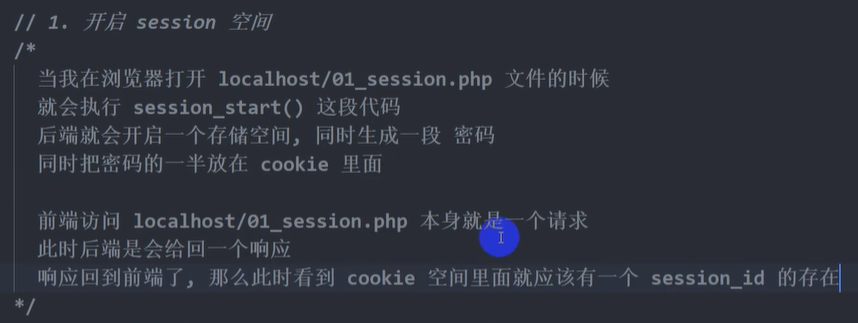 // 1. 开启 session 空间
/*
当我在浏览器打开 localhost/01_session.php 文件的时候
就会执行 session_start() 这段代码
后端就会开启一个存储空间, 同时生成一段 密码
同时把密码的一半放在 cookie 里面
前端访问 localhost/01_session.php 本身就是一个请求
此时后端是会给回一个响应
响应回到前端了, 那么此时看到 cookie 空间里面就应该有一个 session_id 的存在
*/